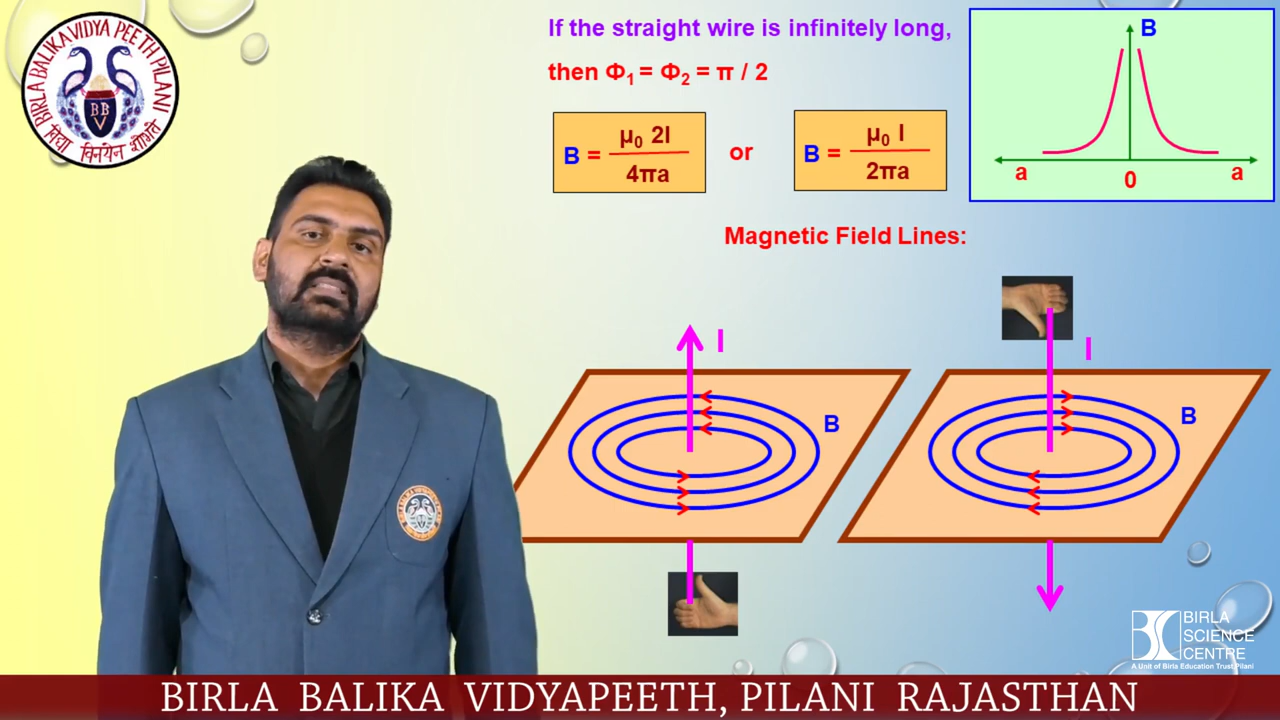 BIRLA BALIKA VIDYA PEETH PILANI
BB
V
विद्या विनयेन शोभते
If the straight wire is infinitely long,
then Φ₁ = Φ₂ = π / 2
B = μ₀ 2I / 4πa
or
B = μ₀ I / 2πa
B
a 0 a
Magnetic Field Lines:
I
I
B
B
BIRLA
SCIENCE
CENTRE
A Unit of Birla Education Trust,Pilani
BIRLA BALIKA VIDYAPEETH, PILANI RAJASTHAN